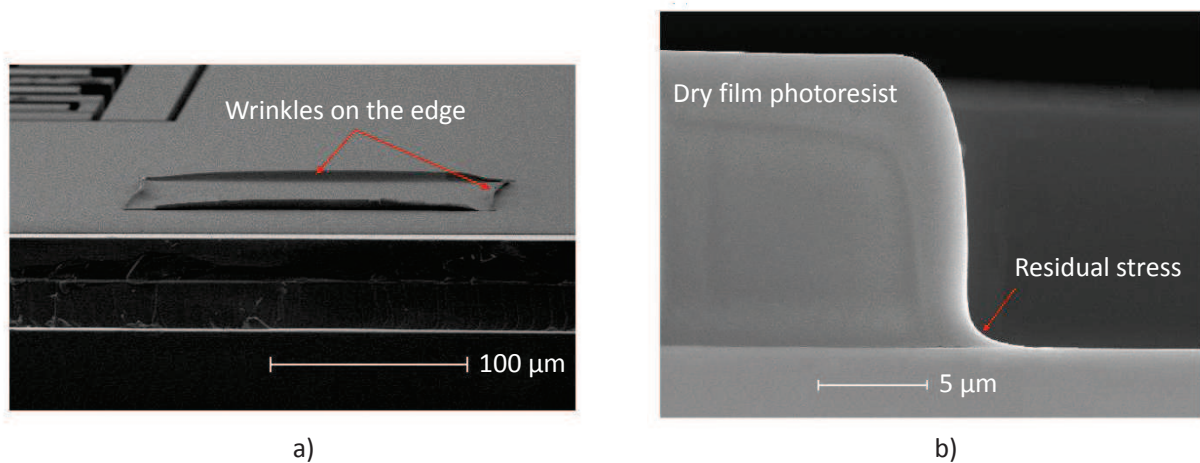 Wrinkles on the edge
100 μm
a)
Dry film photoresist
Residual stress
5 μm
b)